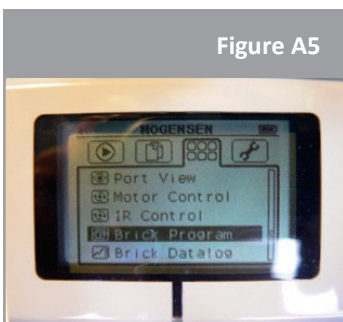 Figure A5
MOGENSEN
Port View
Motor Control
IR Control
Brick Program
Brick Datalog